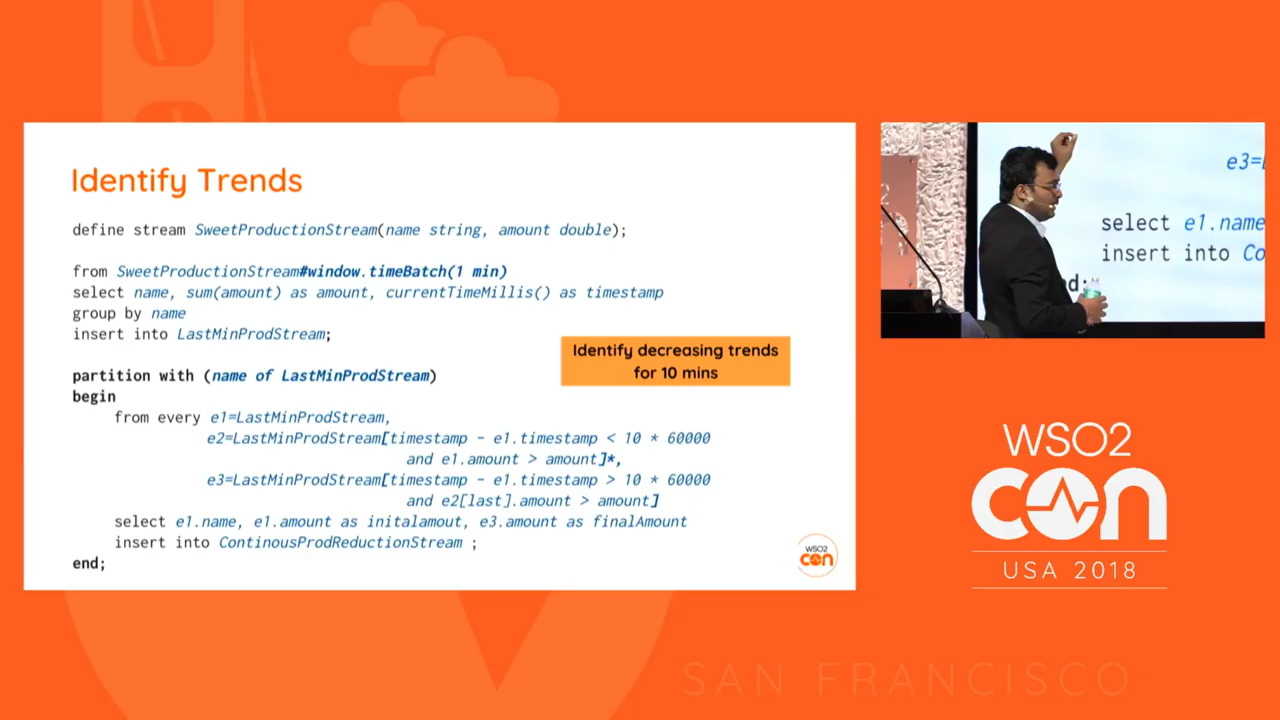 Identify Trends
define stream SweetProductionStream(name string, amount double);
from SweetProductionStream#window.timeBatch(1 min)
select name, sum(amount) as amount, currentTimeMillis() as timestamp
group by name
insert into LastMinProdStream;
Identify decreasing trends
for 10 mins
partition with (name of LastMinProdStream)
begin
from every e1=LastMinProdStream,
e2=LastMinProdStream[timestamp - e1.timestamp < 10 * 60000
and e1.amount > amount]*,
e3=LastMinProdStream[timestamp - e1.timestamp > 10 * 60000
and e2[last].amount > amount]
select e1.name, e1.amount as initalamout, e3.amount as finalAmount
insert into ContinousProdReductionStream ;
end;
WSO2
con
e3=
select e1.name
insert into Co
d;
WSO2
con
USA 2018
SAN FRANCISCO